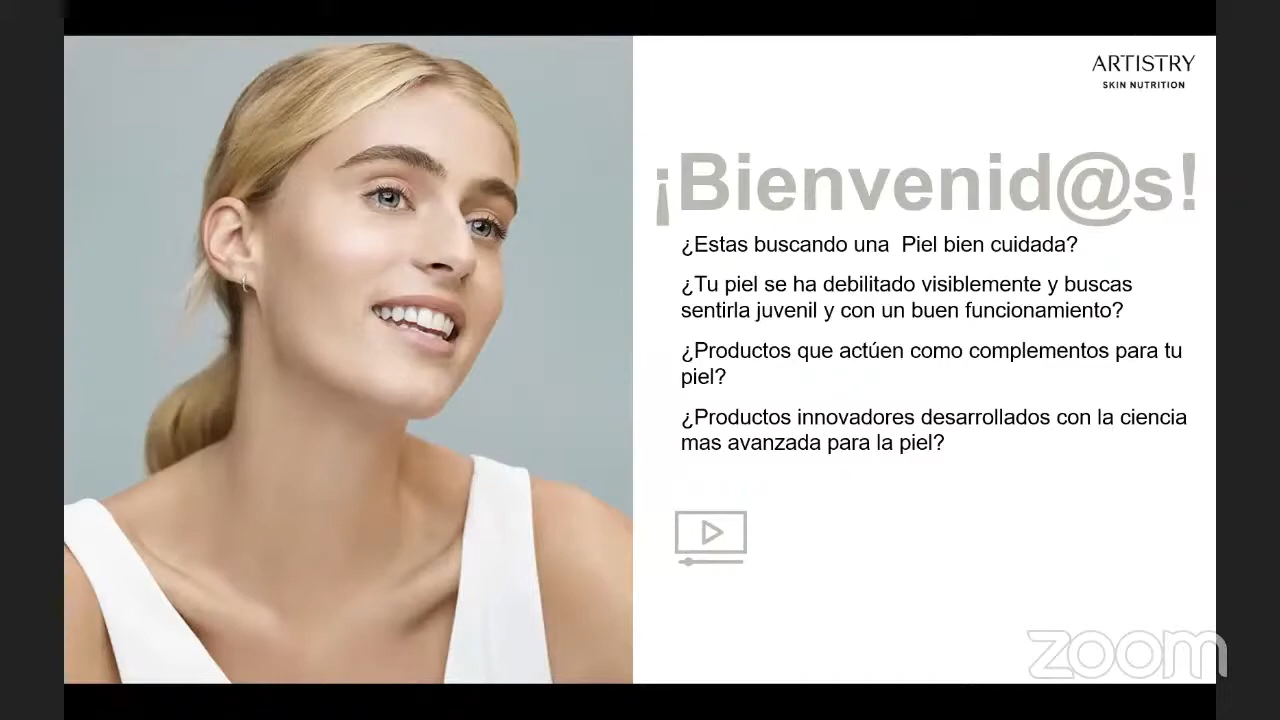 ARTISTRY
SKIN NUTRITION
¡Bienvenid@s!
¿Estas buscando una  Piel bien cuidada?
¿Tu piel se ha debilitado visiblemente y buscas
sentirla juvenil y con un buen funcionamiento?
¿Productos que actúen como complementos para tu
piel?
¿Productos innovadores desarrollados con la ciencia
mas avanzada para la piel?
zoom